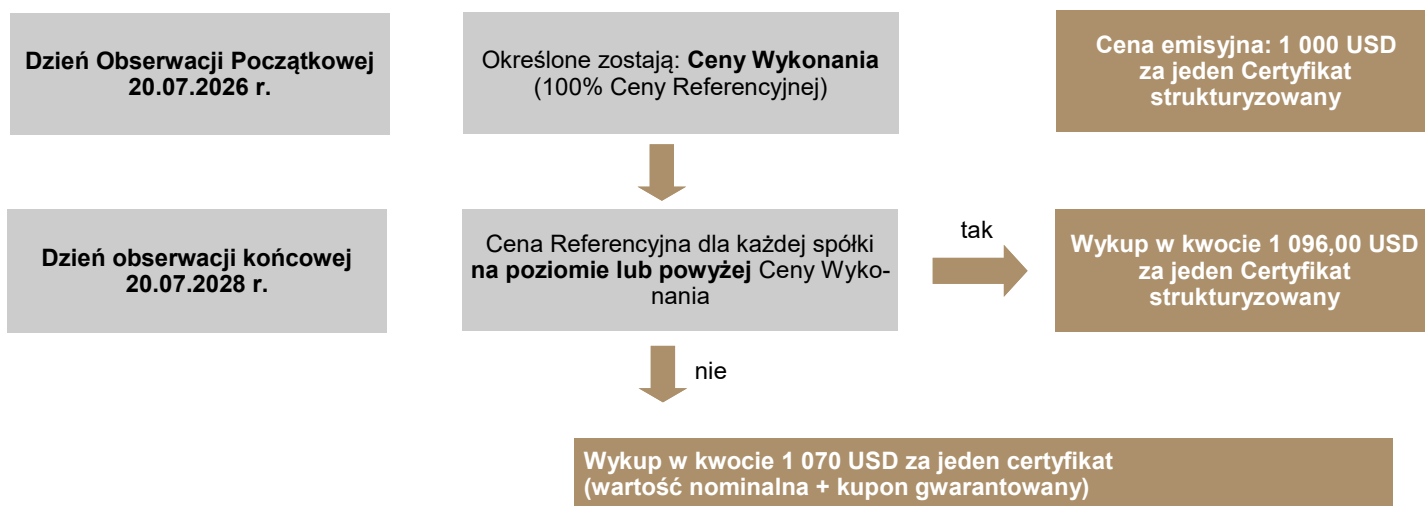 Dzień Obserwacji Początkowej
20.07.2026 r.
Określone zostają: Ceny Wykonania
(100% Ceny Referencyjnej)
Cena emisyjna: 1 000 USD
za jeden Certyfikat
strukturyzowany
Dzień obserwacji końcowej
20.07.2028 r.
Cena Referencyjna dla każdej spółki
na poziomie lub powyżej Ceny Wyko-
nania
tak
Wykup w kwocie 1 096,00 USD
za jeden Certyfikat
strukturyzowany
nie
Wykup w kwocie 1 070 USD za jeden certyfikat
(wartość nominalna + kupon gwarantowany)